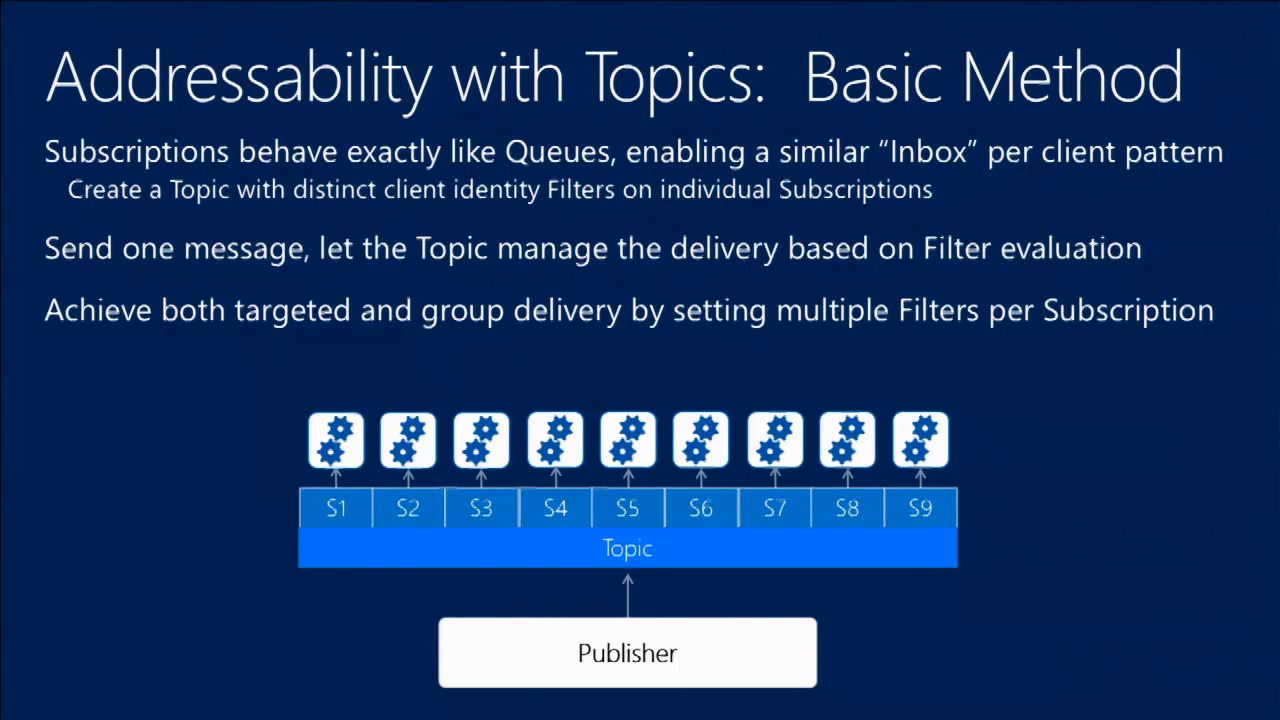 Addressability with Topics:  Basic Method
Subscriptions behave exactly like Queues, enabling a similar “Inbox” per client pattern
Create a Topic with distinct client identity Filters on individual Subscriptions
Send one message, let the Topic manage the delivery based on Filter evaluation
Achieve both targeted and group delivery by setting multiple Filters per Subscription
S1 S2 S3 S4 S5 S6 S7 S8 S9
Topic
Publisher